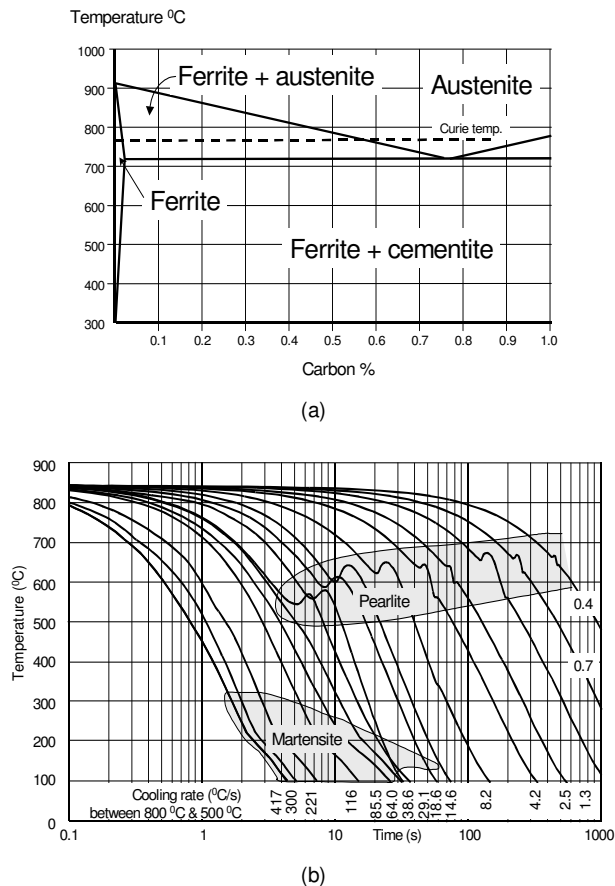 Temperature ⁰C
1000
900
800
700
600
500
400
300
Ferrite + austenite
Austenite
Curie temp.
Ferrite
Ferrite + cementite
0.1 0.2 0.3 0.4 0.5 0.6 0.7 0.8 0.9 1.0
Carbon %
(a)
Temperature (⁰C)
900
800
700
600
500
400
300
200
100
0
Pearlite
Martensite
0.4
0.7
Cooling rate (⁰C/s)
between 800 ⁰C & 500 ⁰C
417 300 221 116 85.5 64.0 38.6 29.1 18.6 14.6 8.2 4.2 2.5 1.3
0.1 1 10 Time (s) 100 1000
(b)